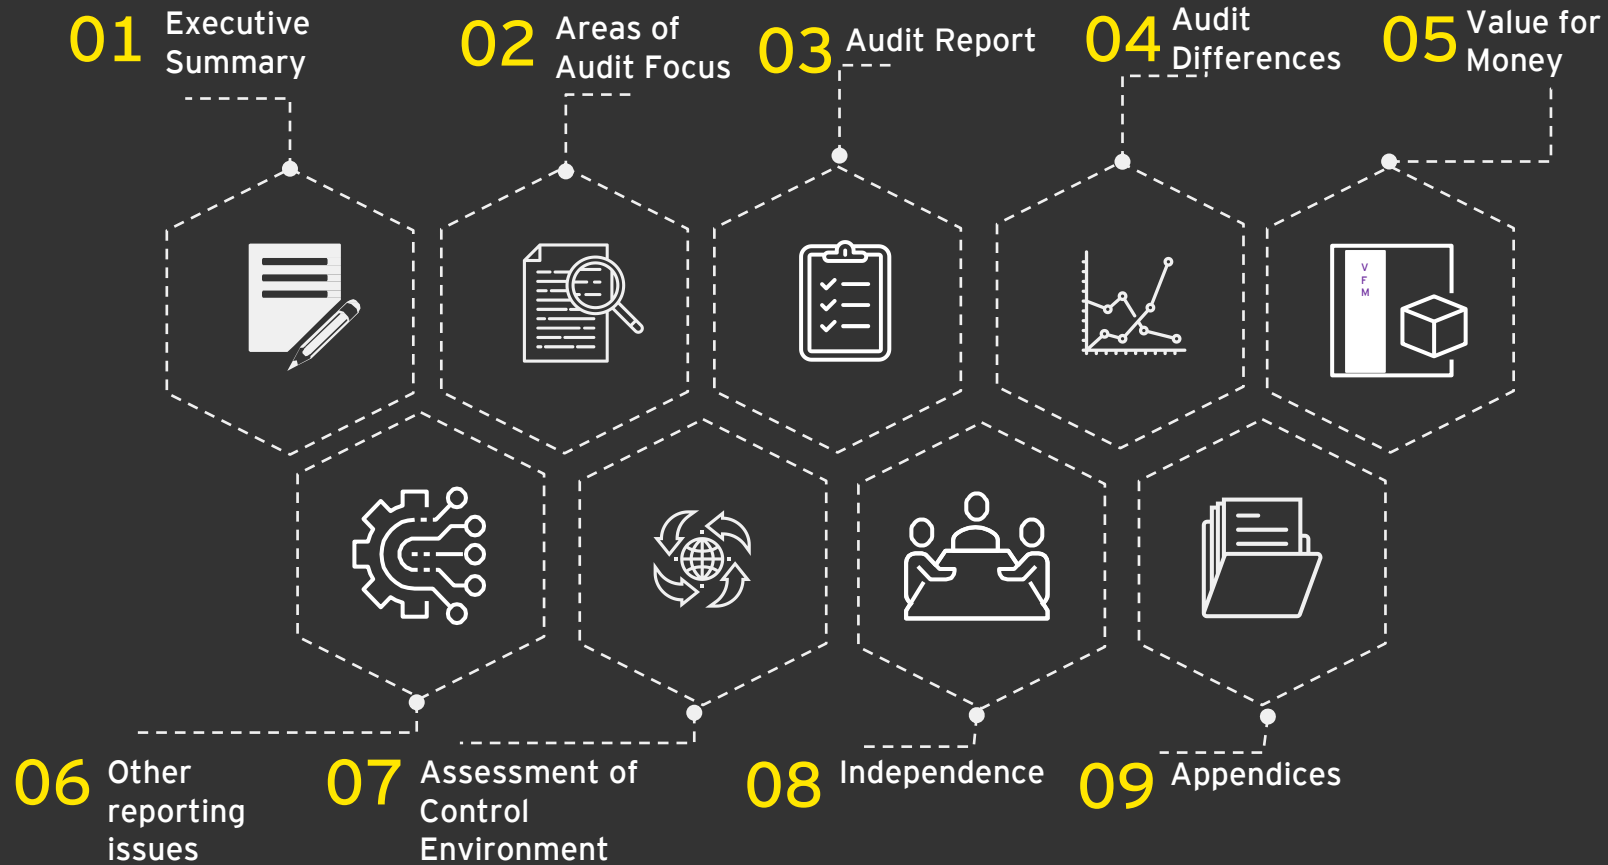 01 Executive
Summary
02 Areas of
Audit Focus
03 Audit Report
04 Audit
Differences
05 Value for
Money
V
F
M
06 Other
reporting
issues
07 Assessment of
Control
Environment
08 Independence
09 Appendices